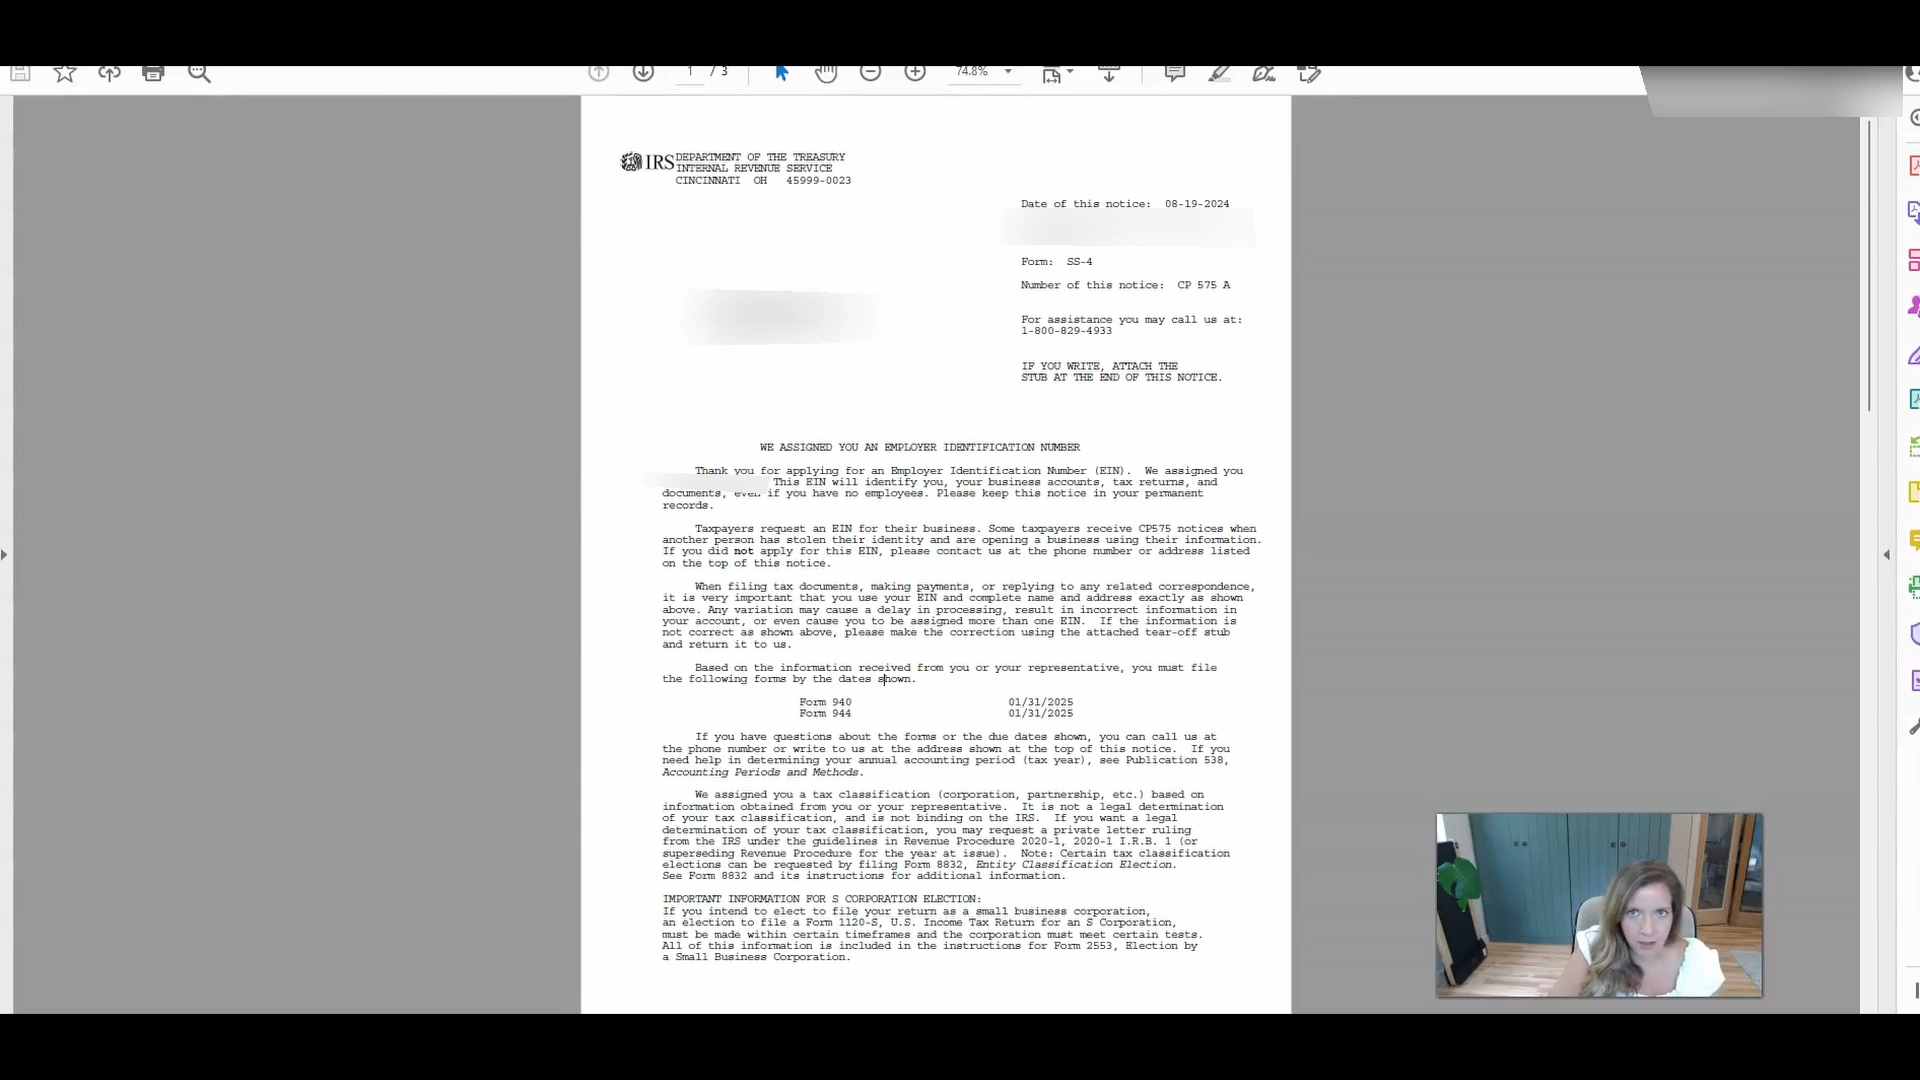 1 / 3
74.8%
IRS
DEPARTMENT OF THE TREASURY
INTERNAL REVENUE SERVICE
CINCINNATI OH 45999-0023
Date of this notice: 08-19-2024
Form: SS-4
Number of this notice: CP 575 A
For assistance you may call us at:
1-800-829-4933
IF YOU WRITE, ATTACH THE
STUB AT THE END OF THIS NOTICE.
WE ASSIGNED YOU AN EMPLOYER IDENTIFICATION NUMBER
Thank you for applying for an Employer Identification Number (EIN). We assigned you
This EIN will identify you, your business accounts, tax returns, and
documents, even if you have no employees. Please keep this notice in your permanent
records.
Taxpayers request an EIN for their business. Some taxpayers receive CP575 notices when
another person has stolen their identity and are opening a business using their information.
If you did not apply for this EIN, please contact us at the phone number or address listed
on the top of this notice.
When filing tax documents, making payments, or replying to any related correspondence,
it is very important that you use your EIN and complete name and address exactly as shown
above. Any variation may cause a delay in processing, result in incorrect information in
your account, or even cause you to be assigned more than one EIN. If the information is
not correct as shown above, please make the correction using the attached tear-off stub
and return it to us.
Based on the information received from you or your representative, you must file
the following forms by the dates shown.
Form 940 01/31/2025
Form 944 01/31/2025
If you have questions about the forms or the due dates shown, you can call us at
the phone number or write to us at the address shown at the top of this notice. If you
need help in determining your annual accounting period (tax year), see Publication 538,
Accounting Periods and Methods.
We assigned you a tax classification (corporation, partnership, etc.) based on
information obtained from you or your representative. It is not a legal determination
of your tax classification, and is not binding on the IRS. If you want a legal
determination of your tax classification, you may request a private letter ruling
from the IRS under the guidelines in Revenue Procedure 2020-1, 2020-1 I.R.B. 1 (or
superseding Revenue Procedure for the year at issue). Note: Certain tax classification
elections can be requested by filing Form 8832, Entity Classification Election.
See Form 8832 and its instructions for additional information.
IMPORTANT INFORMATION FOR S CORPORATION ELECTION:
If you intend to elect to file your return as a small business corporation,
an election to file a Form 1120-S, U.S. Income Tax Return for an S Corporation,
must be made within certain timeframes and the corporation must meet certain tests.
All of this information is included in the instructions for Form 2553, Election by
a Small Business Corporation.